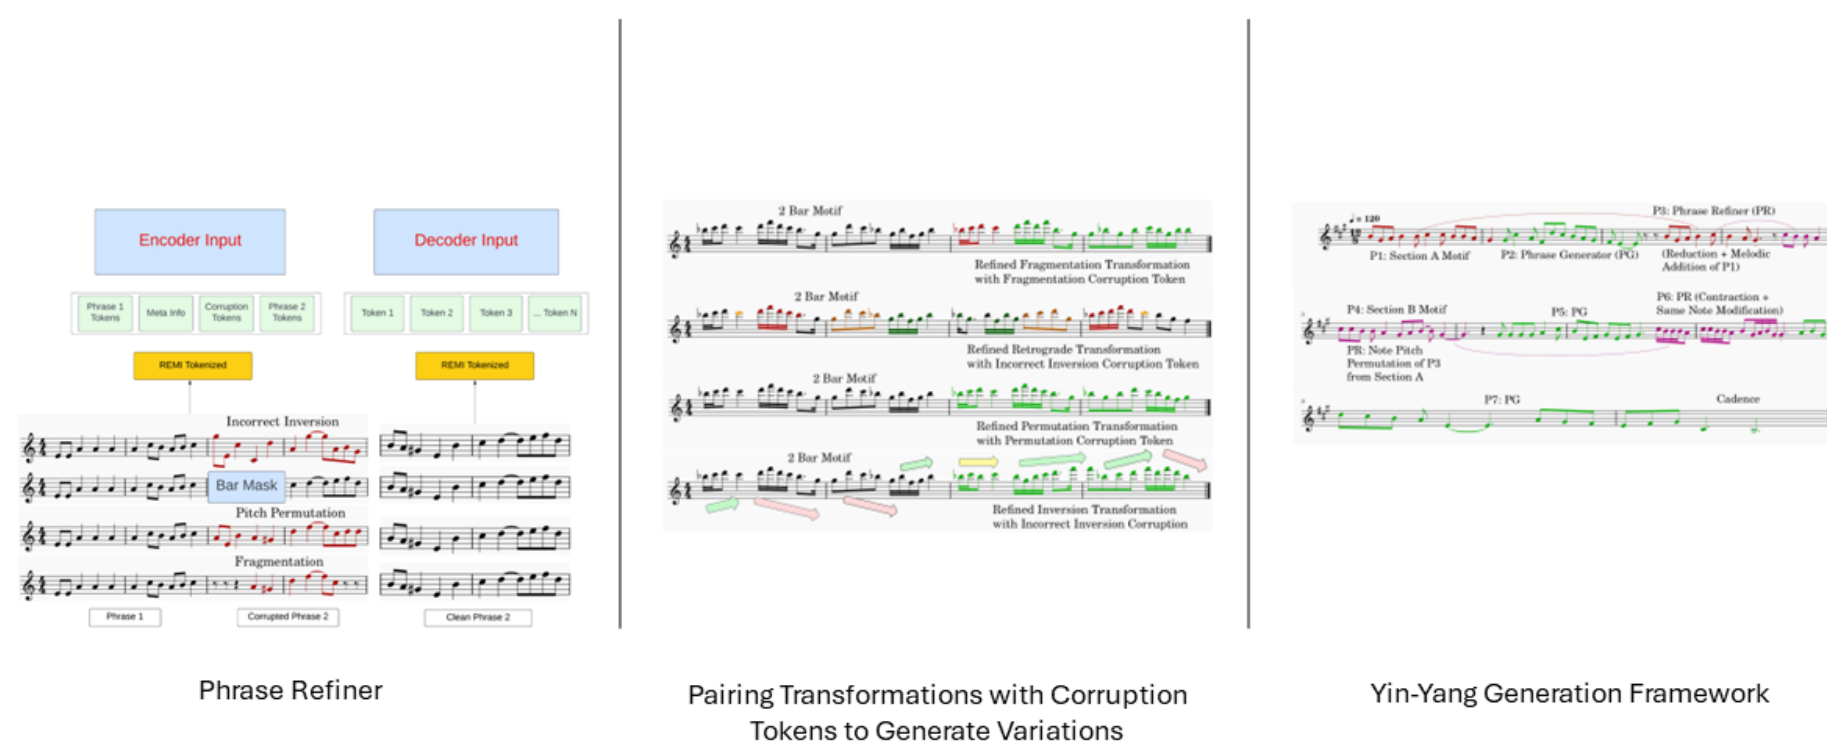 Encoder Input
Decoder Input
Phrase 1
Tokens
Meta Info
Corruption
Tokens
Phrase 2
Tokens
Token 1
Token 2
Token 3
... Token N
REMI Tokenized
REMI Tokenized
Incorrect Inversion
Bar Mask
Pitch Permutation
Fragmentation
Phrase 1
Corrupted Phrase 2
Clean Phrase 2
Phrase Refiner
2 Bar Motif
Refined Fragmentation Transformation
with Fragmentation Corruption Token
2 Bar Motif
Refined Retrograde Transformation
with Incorrect Inversion Corruption Token
2 Bar Motif
Refined Permutation Transformation
with Permutation Corruption Token
2 Bar Motif
Refined Inversion Transformation
with Incorrect Inversion Corruption
Pairing Transformations with Corruption
Tokens to Generate Variations
= 120
P3: Phrase Refiner (PR)
P1: Section A Motif
P2: Phrase Generator (PG)
(Reduction + Melodic
Addition of P1)
P4: Section B Motif
P5: PG
P6: PR (Contraction +
Same Note Modification)
PR: Note Pitch
Permutation of P3
from Section A
P7: PG
Cadence
Yin-Yang Generation Framework